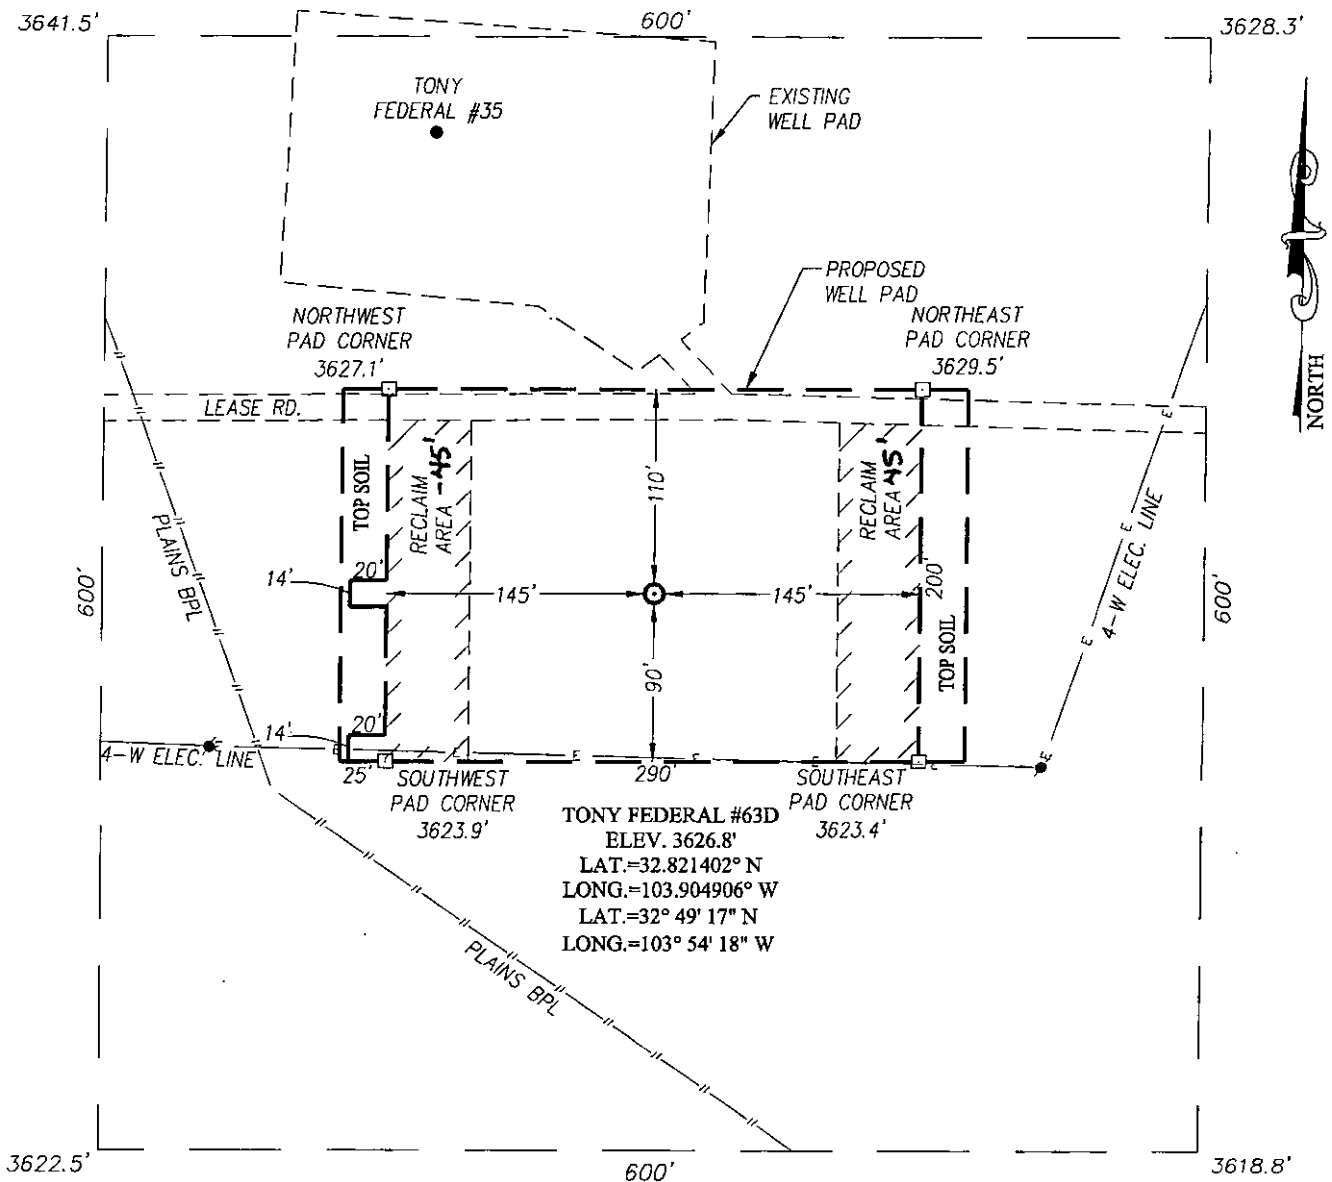 3641.5'
600'
3628.3'
TONY
FEDERAL #35
EXISTING
WELL PAD
PROPOSED
WELL PAD
NORTHWEST
PAD CORNER
3627.1'
NORTHEAST
PAD CORNER
3629.5'
NORTH
LEASE RD.
TOP SOIL
RECLAIM
AREA -45'
110'
RECLAIM
AREA 45'
4-W ELEC. LINE
PLAINS BPL
600'
14'
20'
145'
145'
200'
600'
TOP SOIL
90'
14'
20'
4-W ELEC. LINE
25'
290'
SOUTHWEST
PAD CORNER
3623.9'
SOUTHEAST
PAD CORNER
3623.4'
TONY FEDERAL #63D
ELEV. 3626.8'
LAT.=32.821402° N
LONG.=103.904906° W
LAT.=32° 49' 17" N
LONG.=103° 54' 18" W
PLAINS BPL
3622.5'
600'
3618.8'